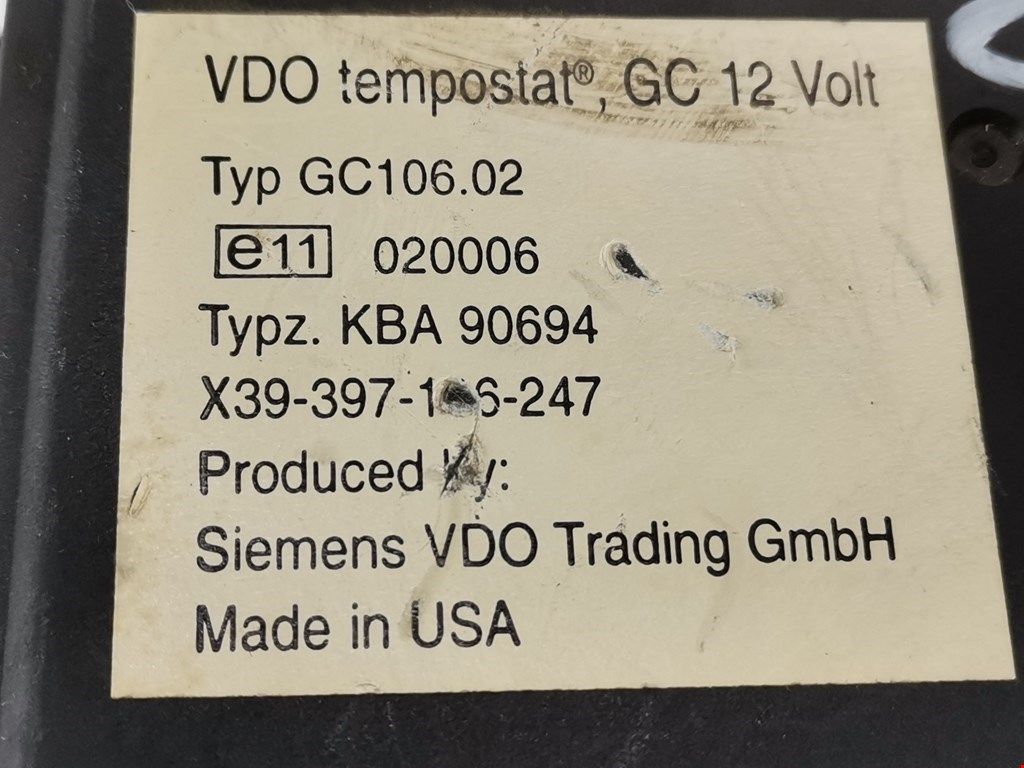 VDO tempostat®, GC 12 Volt
Typ GC106.02
e11 020006
Typz. KBA 90694
Produced by:
Siemens VDO Trading GmbH
Made in USA